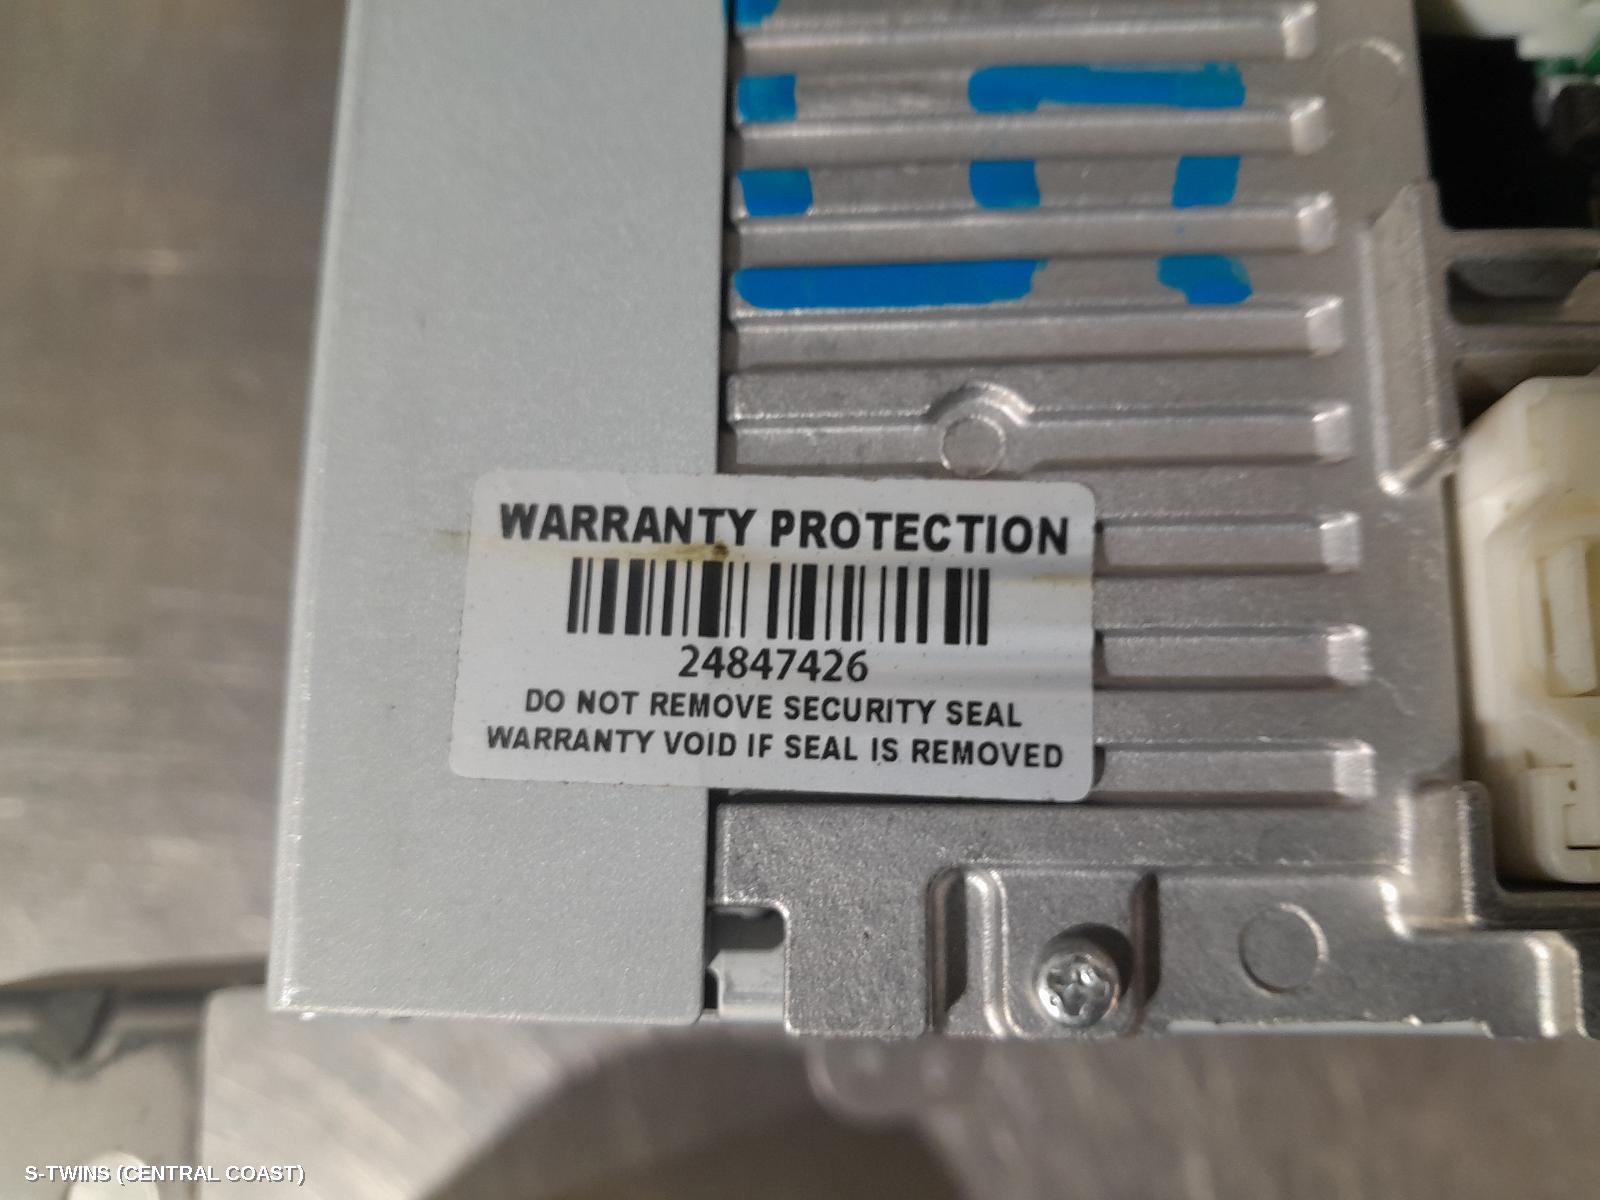 WARRANTY PROTECTION
24847426
DO NOT REMOVE SECURITY SEAL
WARRANTY VOID IF SEAL IS REMOVED
S-TWINS (CENTRAL COAST)